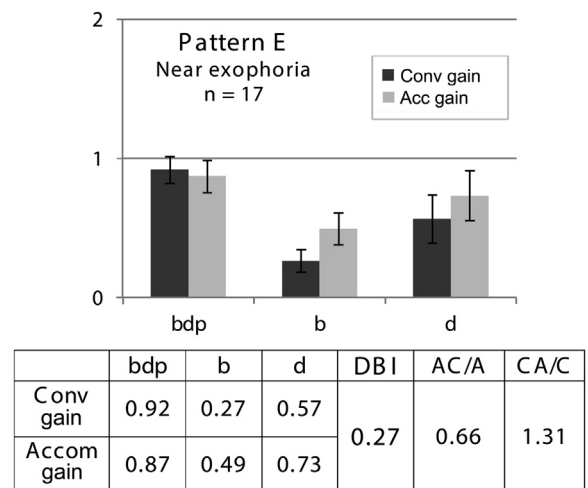 2
Pattern E
Near exophoria
n = 17
Conv gain
Acc gain
1
0
bdp b d
bdp b d DBI AC/A CA/C
Conv gain 0.92 0.27 0.57
0.27 0.66 1.31
Accom gain 0.87 0.49 0.73